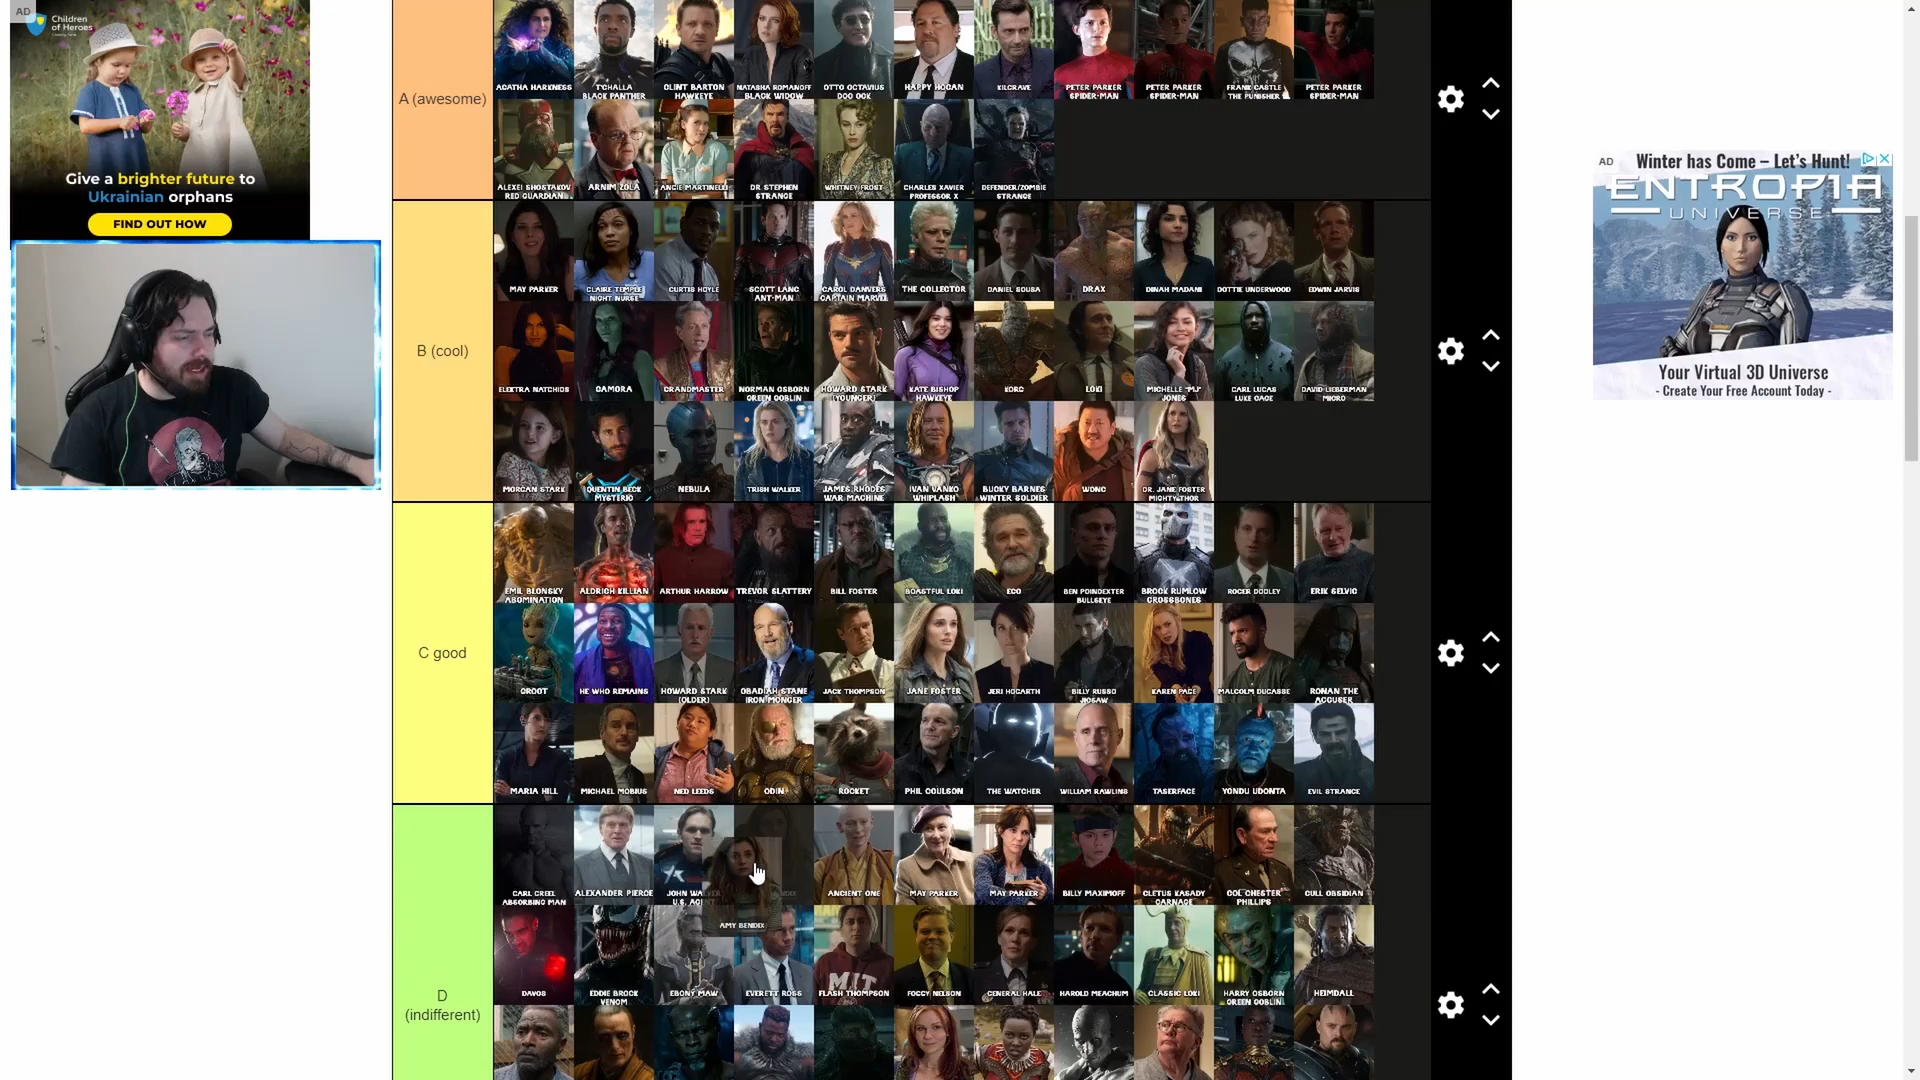 AD
Children
of Heroes
Give a brighter future to
Ukrainian orphans
FIND OUT HOW
A (awesome)
AGATHA HARKNESS
T'CHALLA
BLACK PANTHER
CLINT BARTON
HAWKEYE
NATASHA ROMANOFF
BLACK WIDOW
OTTO OCTAVIUS
DOC OCK
HAPPY HOGAN
KILGRAVE
PETER PARKER
SPIDER-MAN
PETER PARKER
SPIDER-MAN
FRANK CASTLE
THE PUNISHER
PETER PARKER
SPIDER-MAN
ALEXEI SHOSTAKOV
RED GUARDIAN
ARNIM ZOLA
ANGIE MARTINELLI
DR STEPHEN
STRANGE
WHITNEY FROST
CHARLES XAVIER
PROFESSOR X
DEFENDER/ZOMBIE
STRANGE
B (cool)
MAY PARKER
CLAIRE TEMPLE
NIGHT NURSE
CURTIS HOYLE
SCOTT LANG
ANT-MAN
CAROL DANVERS
CAPTAIN MARVEL
THE COLLECTOR
DANIEL SOUSA
DRAX
DINAH MADANI
DOTTIE UNDERWOOD
EDWIN JARVIS
ELEKTRA NATCHIOS
GAMORA
GRANDMASTER
NORMAN OSBORN
GREEN GOBLIN
HOWARD STARK
(YOUNGER)
KATE BISHOP
HAWKEYE
KORG
LOKI
MICHELLE "MJ"
JONES
CARL LUCAS
LUKE CAGE
DAVID LIEBERMAN
MICRO
MORGAN STARK
QUENTIN BECK
MYSTERIO
NEBULA
TRISH WALKER
JAMES RHODES
WAR MACHINE
IVAN VANKO
WHIPLASH
BUCKY BARNES
WINTER SOLDIER
WONG
DR. JANE FOSTER
MIGHTY THOR
C good
EMIL BLONSKY
ABOMINATION
ALDRICH KILLIAN
ARTHUR HARROW
TREVOR SLATTERY
BILL FOSTER
BOASTFUL LOKI
EGO
BEN POINDEXTER
BULLSEYE
BROCK RUMLOW
CROSSBONES
ROGER DOOLEY
ERIK SELVIG
GROOT
HE WHO REMAINS
HOWARD STARK
(OLDER)
OBADIAH STANE
IRON MONGER
JACK THOMPSON
JANE FOSTER
JERI HOGARTH
BILLY RUSSO
JIGSAW
KAREN PAGE
MALCOLM DUCASSE
RONAN THE
ACCUSER
MARIA HILL
MICHAEL MOBIUS
NED LEEDS
ODIN
ROCKET
PHIL COULSON
THE WATCHER
WILLIAM RAWLINS
TASERFACE
YONDU UDONTA
EVIL STRANGE
D
(indifferent)
CARL CREEL
ABSORBING MAN
ALEXANDER PIERCE
JOHN WAL
U.S. AG
AMY BENDIX
ANCIENT ONE
MAY PARKER
MAY PARKER
BILLY MAXIMOFF
CLETUS KASADY
CARNAGE
COL CHESTER
PHILLIPS
CULL OBSIDIAN
DAVOS
EDDIE BROCK
VENOM
EBONY MAW
EVERETT ROSS
MIT
FLASH THOMPSON
FOGGY NELSON
GENERAL HALE
HAROLD MEACHUM
CLASSIC LOKI
HARRY OSBORN
GREEN GOBLIN
HEIMDALL
AD
Winter has Come – Let's Hunt!
ENTROPIA
UNIVERSE
Your Virtual 3D Universe
- Create Your Free Account Today -